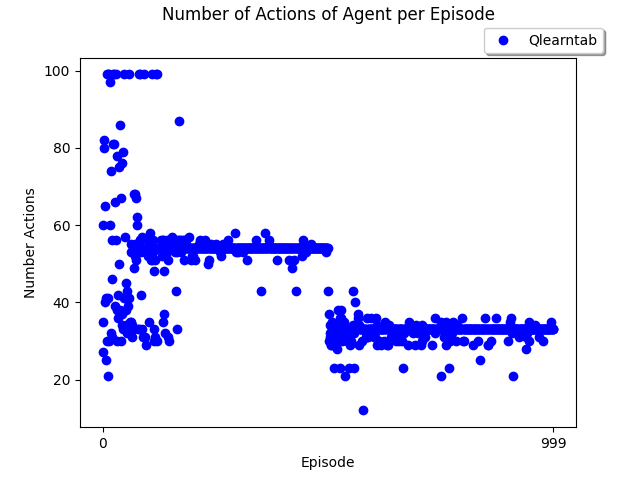 Number of Actions of Agent per Episode
Qlearntab
100
80
60
40
20
Number Actions
0
999
Episode